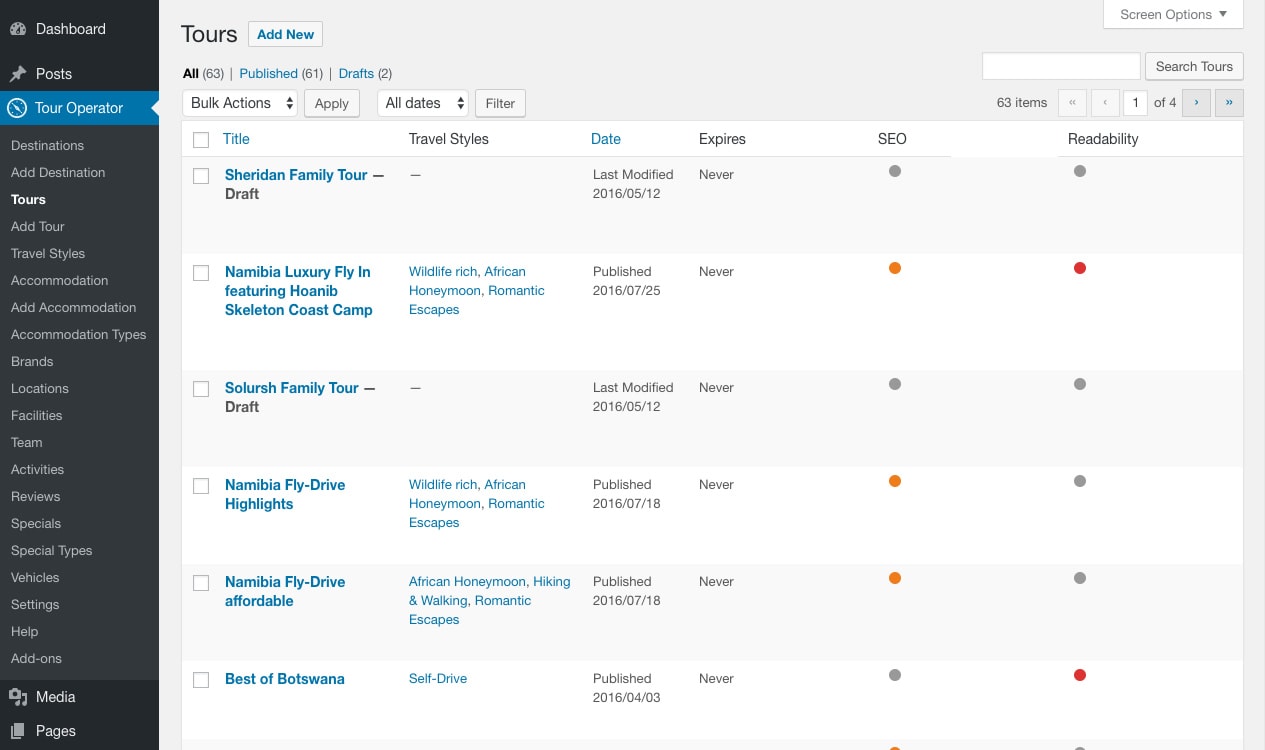 Screen Options ▼
Dashboard
Posts
Tour Operator
Destinations
Add Destination
Tours
Add Tour
Travel Styles
Accommodation
Add Accommodation
Accommodation Types
Brands
Locations
Facilities
Team
Activities
Reviews
Specials
Special Types
Vehicles
Settings
Help
Add-ons
Media
Pages
Tours Add New
All (63) | Published (61) | Drafts (2)
Search Tours
Bulk Actions Apply All dates Filter
63 items « ‹ 1 of 4 › »
Title Travel Styles Date Expires SEO Readability
Sheridan Family Tour — — Last Modified Never
Draft 2016/05/12
Namibia Luxury Fly In Wildlife rich, African Published Never
featuring Hoanib Honeymoon, Romantic 2016/07/25
Skeleton Coast Camp Escapes
Solursh Family Tour — — Last Modified Never
Draft 2016/05/12
Namibia Fly-Drive Wildlife rich, African Published Never
Highlights Honeymoon, Romantic 2016/07/18
Escapes
Namibia Fly-Drive African Honeymoon, Hiking Published Never
affordable & Walking, Romantic 2016/07/18
Escapes
Best of Botswana Self-Drive Published Never
2016/04/03